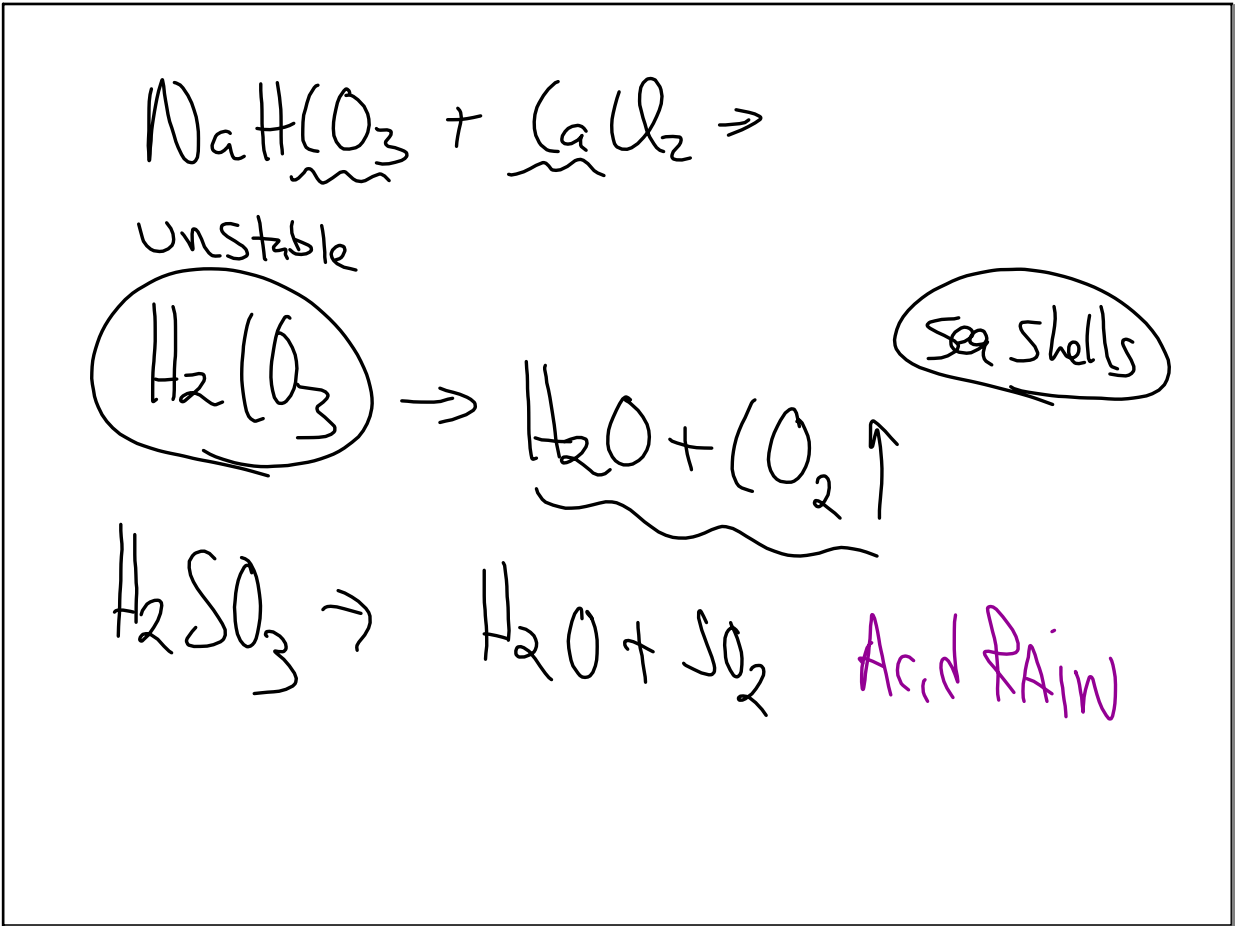 NaHCO₃ + CaCl₂ →
unstable
H₂CO₃ → H₂O + CO₂ ↑
Sea Shells
H₂SO₃ → H₂O + SO₂
Acid RAiN